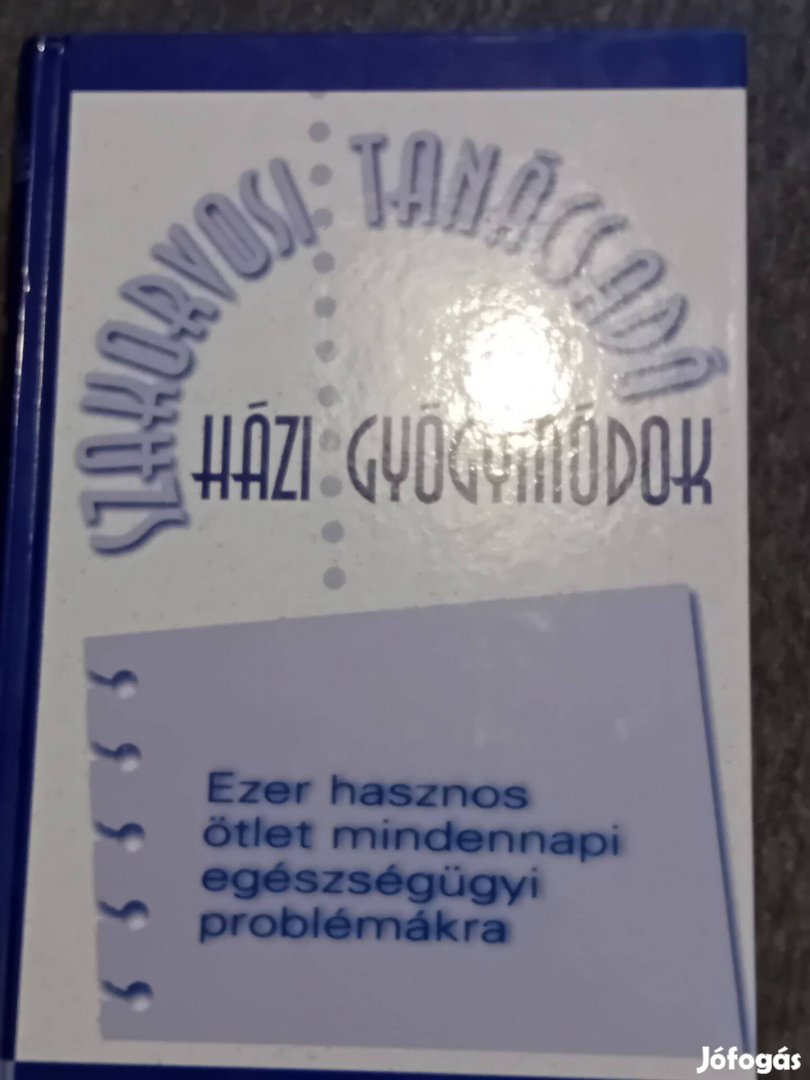 SZAKORVOSI TANÁCSADÓ
HÁZI GYÓGYMÓDOK
Ezer hasznos
ötlet mindennapi
egészségügyi
problémákra
Jófogás